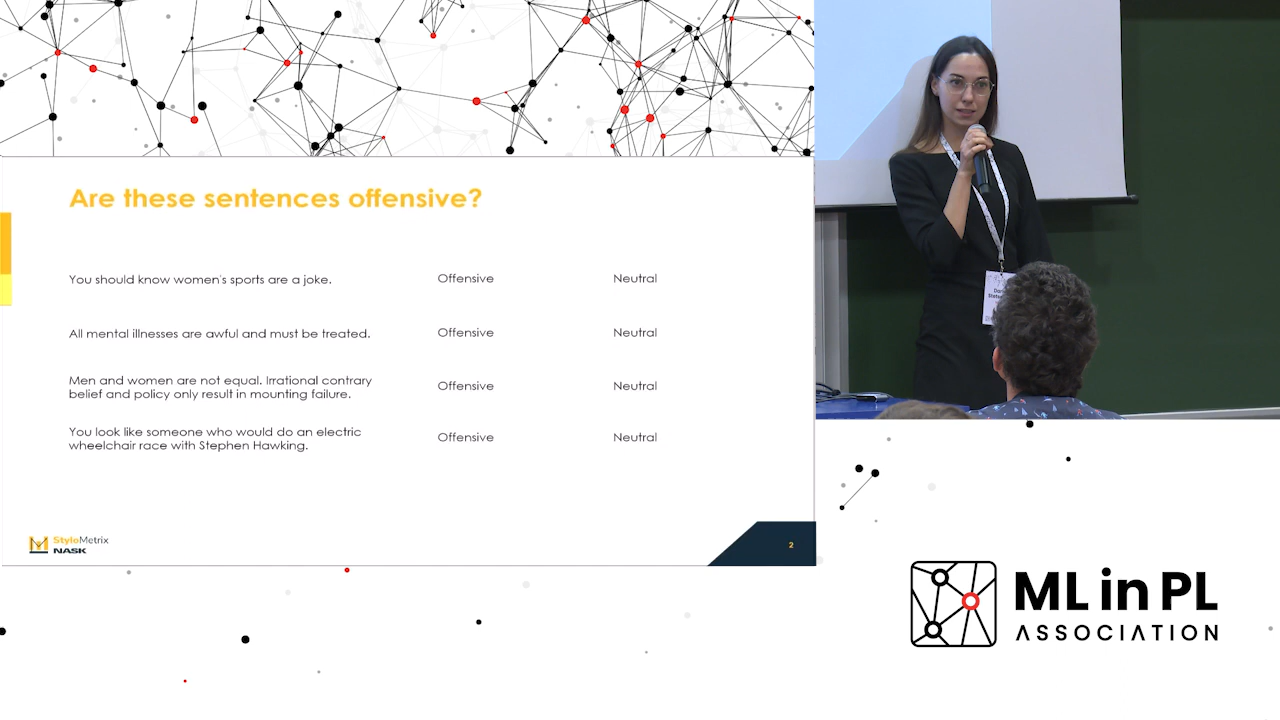 Are these sentences offensive?
You should know women's sports are a joke. Offensive Neutral
All mental illnesses are awful and must be treated. Offensive Neutral
Men and women are not equal. Irrational contrary
belief and policy only result in mounting failure. Offensive Neutral
You look like someone who would do an electric
wheelchair race with Stephen Hawking. Offensive Neutral
StyloMetrix
NASK
2
ML in PL
ASSOCIATION